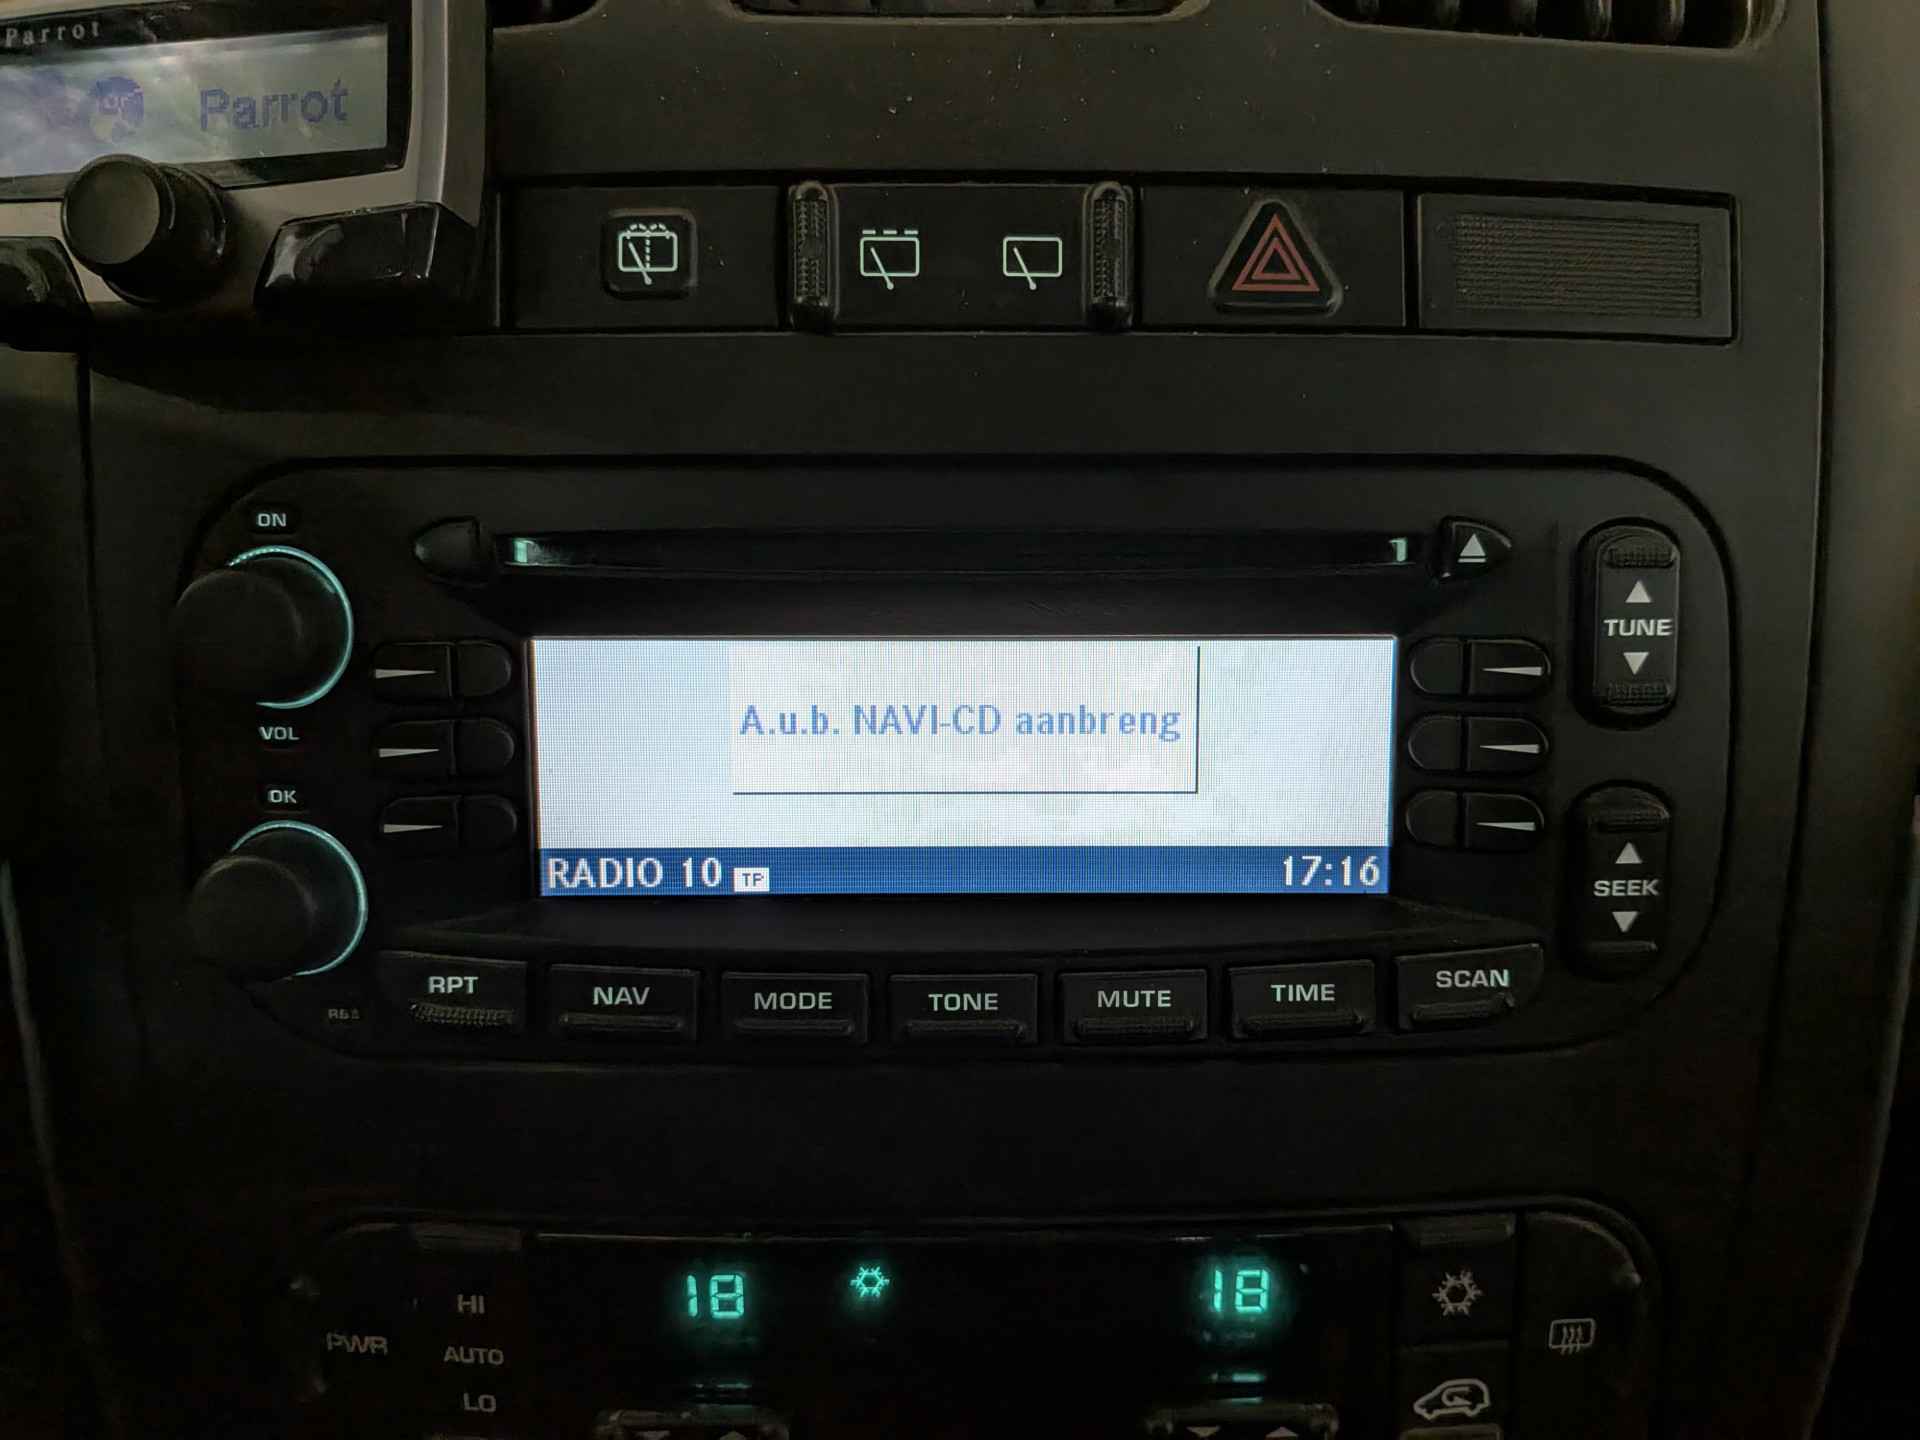 Parrot
Parrot
ON
VOL
OK
TUNE
SEEK
A.u.b. NAVI-CD aanbreng
RADIO 10 TP 17:16
RPT NAV MODE TONE MUTE TIME SCAN
18 18
HI
PWR
AUTO
LO